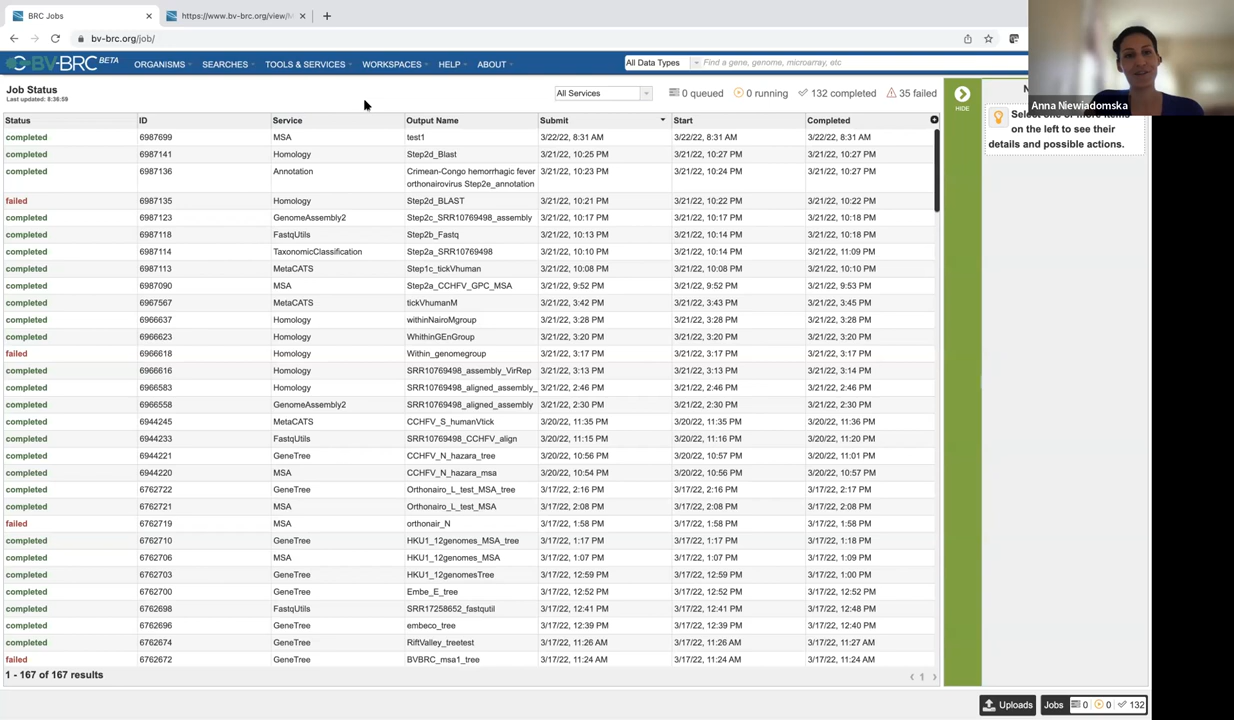 BRC Jobs
https://www.bv-brc.org/view/M
bv-brc.org/job/
BV-BRC BETA ORGANISMS SEARCHES TOOLS & SERVICES WORKSPACES HELP ABOUT All Data Types Find a gene, genome, microarray, etc
Job Status
Last updated: 8:36:59
All Services 0 queued 0 running 132 completed 35 failed
Status ID Service Output Name Submit Start Completed
completed 6987699 MSA test1 3/22/22, 8:31 AM 3/22/22, 8:31 AM 3/22/22, 8:31 AM
completed 6987141 Homology Step2d_Blast 3/21/22, 10:25 PM 3/21/22, 10:27 PM 3/21/22, 10:27 PM
completed 6987136 Annotation Crimean-Congo hemorrhagic fever 3/21/22, 10:23 PM 3/21/22, 10:24 PM 3/21/22, 10:27 PM
orthonairovirus Step2e_annotation
failed 6987135 Homology Step2d_BLAST 3/21/22, 10:21 PM 3/21/22, 10:22 PM 3/21/22, 10:22 PM
completed 6987123 GenomeAssembly2 Step2c_SRR10769498_assembly 3/21/22, 10:17 PM 3/21/22, 10:17 PM 3/21/22, 10:18 PM
completed 6987118 FastqUtils Step2b_Fastq 3/21/22, 10:13 PM 3/21/22, 10:14 PM 3/21/22, 10:18 PM
completed 6987114 TaxonomicClassification Step2a_SRR10769498 3/21/22, 10:10 PM 3/21/22, 10:14 PM 3/21/22, 11:09 PM
completed 6987113 MetaCATS Step1c_tickVhuman 3/21/22, 10:08 PM 3/21/22, 10:08 PM 3/21/22, 10:10 PM
completed 6987090 MSA Step2a_CCHFV_GPC_MSA 3/21/22, 9:52 PM 3/21/22, 9:52 PM 3/21/22, 9:53 PM
completed 6967567 MetaCATS tickVhumanM 3/21/22, 3:42 PM 3/21/22, 3:43 PM 3/21/22, 3:45 PM
completed 6966637 Homology withinNairoMgroup 3/21/22, 3:28 PM 3/21/22, 3:28 PM 3/21/22, 3:28 PM
completed 6966623 Homology WhithinGEnGroup 3/21/22, 3:20 PM 3/21/22, 3:20 PM 3/21/22, 3:20 PM
failed 6966618 Homology Within_genomegroup 3/21/22, 3:17 PM 3/21/22, 3:17 PM 3/21/22, 3:17 PM
completed 6966616 Homology SRR10769498_assembly_VirRep 3/21/22, 3:13 PM 3/21/22, 3:13 PM 3/21/22, 3:14 PM
completed 6966583 Homology SRR10769498_aligned_assembly_ 3/21/22, 2:46 PM 3/21/22, 2:46 PM 3/21/22, 2:46 PM
completed 6966558 GenomeAssembly2 SRR10769498_aligned_assembly 3/21/22, 2:30 PM 3/21/22, 2:30 PM 3/21/22, 2:30 PM
completed 6944245 MetaCATS CCHFV_S_humanVtick 3/20/22, 11:35 PM 3/20/22, 11:35 PM 3/20/22, 11:36 PM
completed 6944233 FastqUtils SRR10769498_CCHFV_align 3/20/22, 11:15 PM 3/20/22, 11:16 PM 3/20/22, 11:20 PM
completed 6944221 GeneTree CCHFV_N_hazara_tree 3/20/22, 10:56 PM 3/20/22, 10:57 PM 3/20/22, 11:01 PM
completed 6944220 MSA CCHFV_N_hazara_msa 3/20/22, 10:54 PM 3/20/22, 10:56 PM 3/20/22, 10:57 PM
completed 6762722 GeneTree Orthonairo_L_test_MSA_tree 3/17/22, 2:16 PM 3/17/22, 2:16 PM 3/17/22, 2:17 PM
completed 6762721 MSA Orthonairo_L_test_MSA 3/17/22, 2:08 PM 3/17/22, 2:08 PM 3/17/22, 2:08 PM
failed 6762719 MSA orthonair_N 3/17/22, 1:58 PM 3/17/22, 1:58 PM 3/17/22, 1:58 PM
completed 6762710 GeneTree HKU1_12genomes_MSA_tree 3/17/22, 1:17 PM 3/17/22, 1:17 PM 3/17/22, 1:18 PM
completed 6762706 MSA HKU1_12genomes_MSA 3/17/22, 1:07 PM 3/17/22, 1:07 PM 3/17/22, 1:09 PM
completed 6762703 GeneTree HKU1_12genomesTree 3/17/22, 12:59 PM 3/17/22, 12:59 PM 3/17/22, 1:00 PM
completed 6762700 GeneTree Embe_E_tree 3/17/22, 12:52 PM 3/17/22, 12:52 PM 3/17/22, 12:52 PM
completed 6762698 FastqUtils SRR17258652_fastqutil 3/17/22, 12:41 PM 3/17/22, 12:41 PM 3/17/22, 12:48 PM
completed 6762696 GeneTree embeco_tree 3/17/22, 12:39 PM 3/17/22, 12:39 PM 3/17/22, 12:40 PM
completed 6762674 GeneTree RiftValley_treetest 3/17/22, 11:26 AM 3/17/22, 11:26 AM 3/17/22, 11:27 AM
failed 6762672 GeneTree BVBRC_msa1_tree 3/17/22, 11:24 AM 3/17/22, 11:24 AM 3/17/22, 11:24 AM
1 - 167 of 167 results
1
HIDE
Anna Niewiadomska
Select one or more items
on the left to see their
details and possible actions.
Uploads Jobs 0 0 132